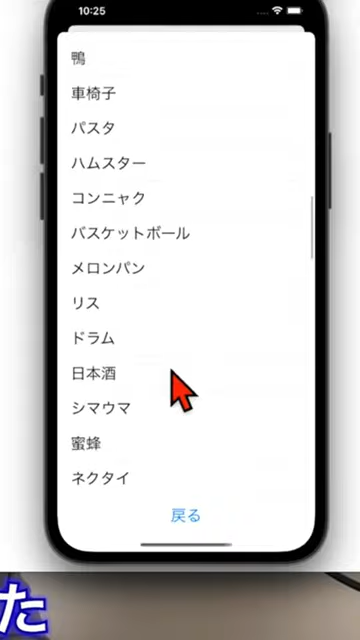 10:25
鴨
車椅子
パスタ
ハムスター
コンニャク
バスケットボール
メロンパン
リス
ドラム
日本酒
シマウマ
蜜蜂
ネクタイ
戻る
た